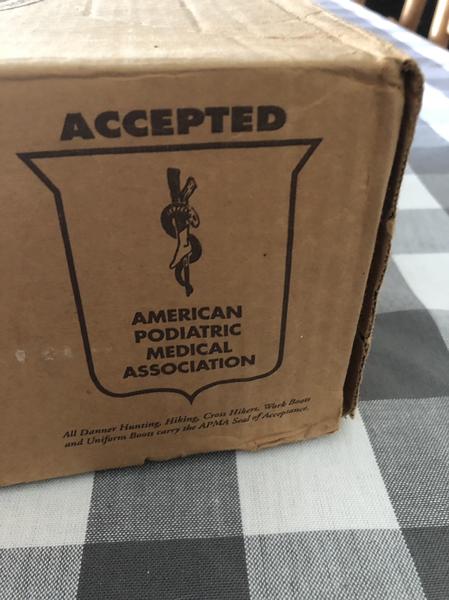 ACCEPTED
AMERICAN
PODIATRIC
MEDICAL
ASSOCIATION
All Danner Hunting, Hiking, Cross Hikers, Work Boots
and Uniform Boots carry the APMA Seal of Acceptance.